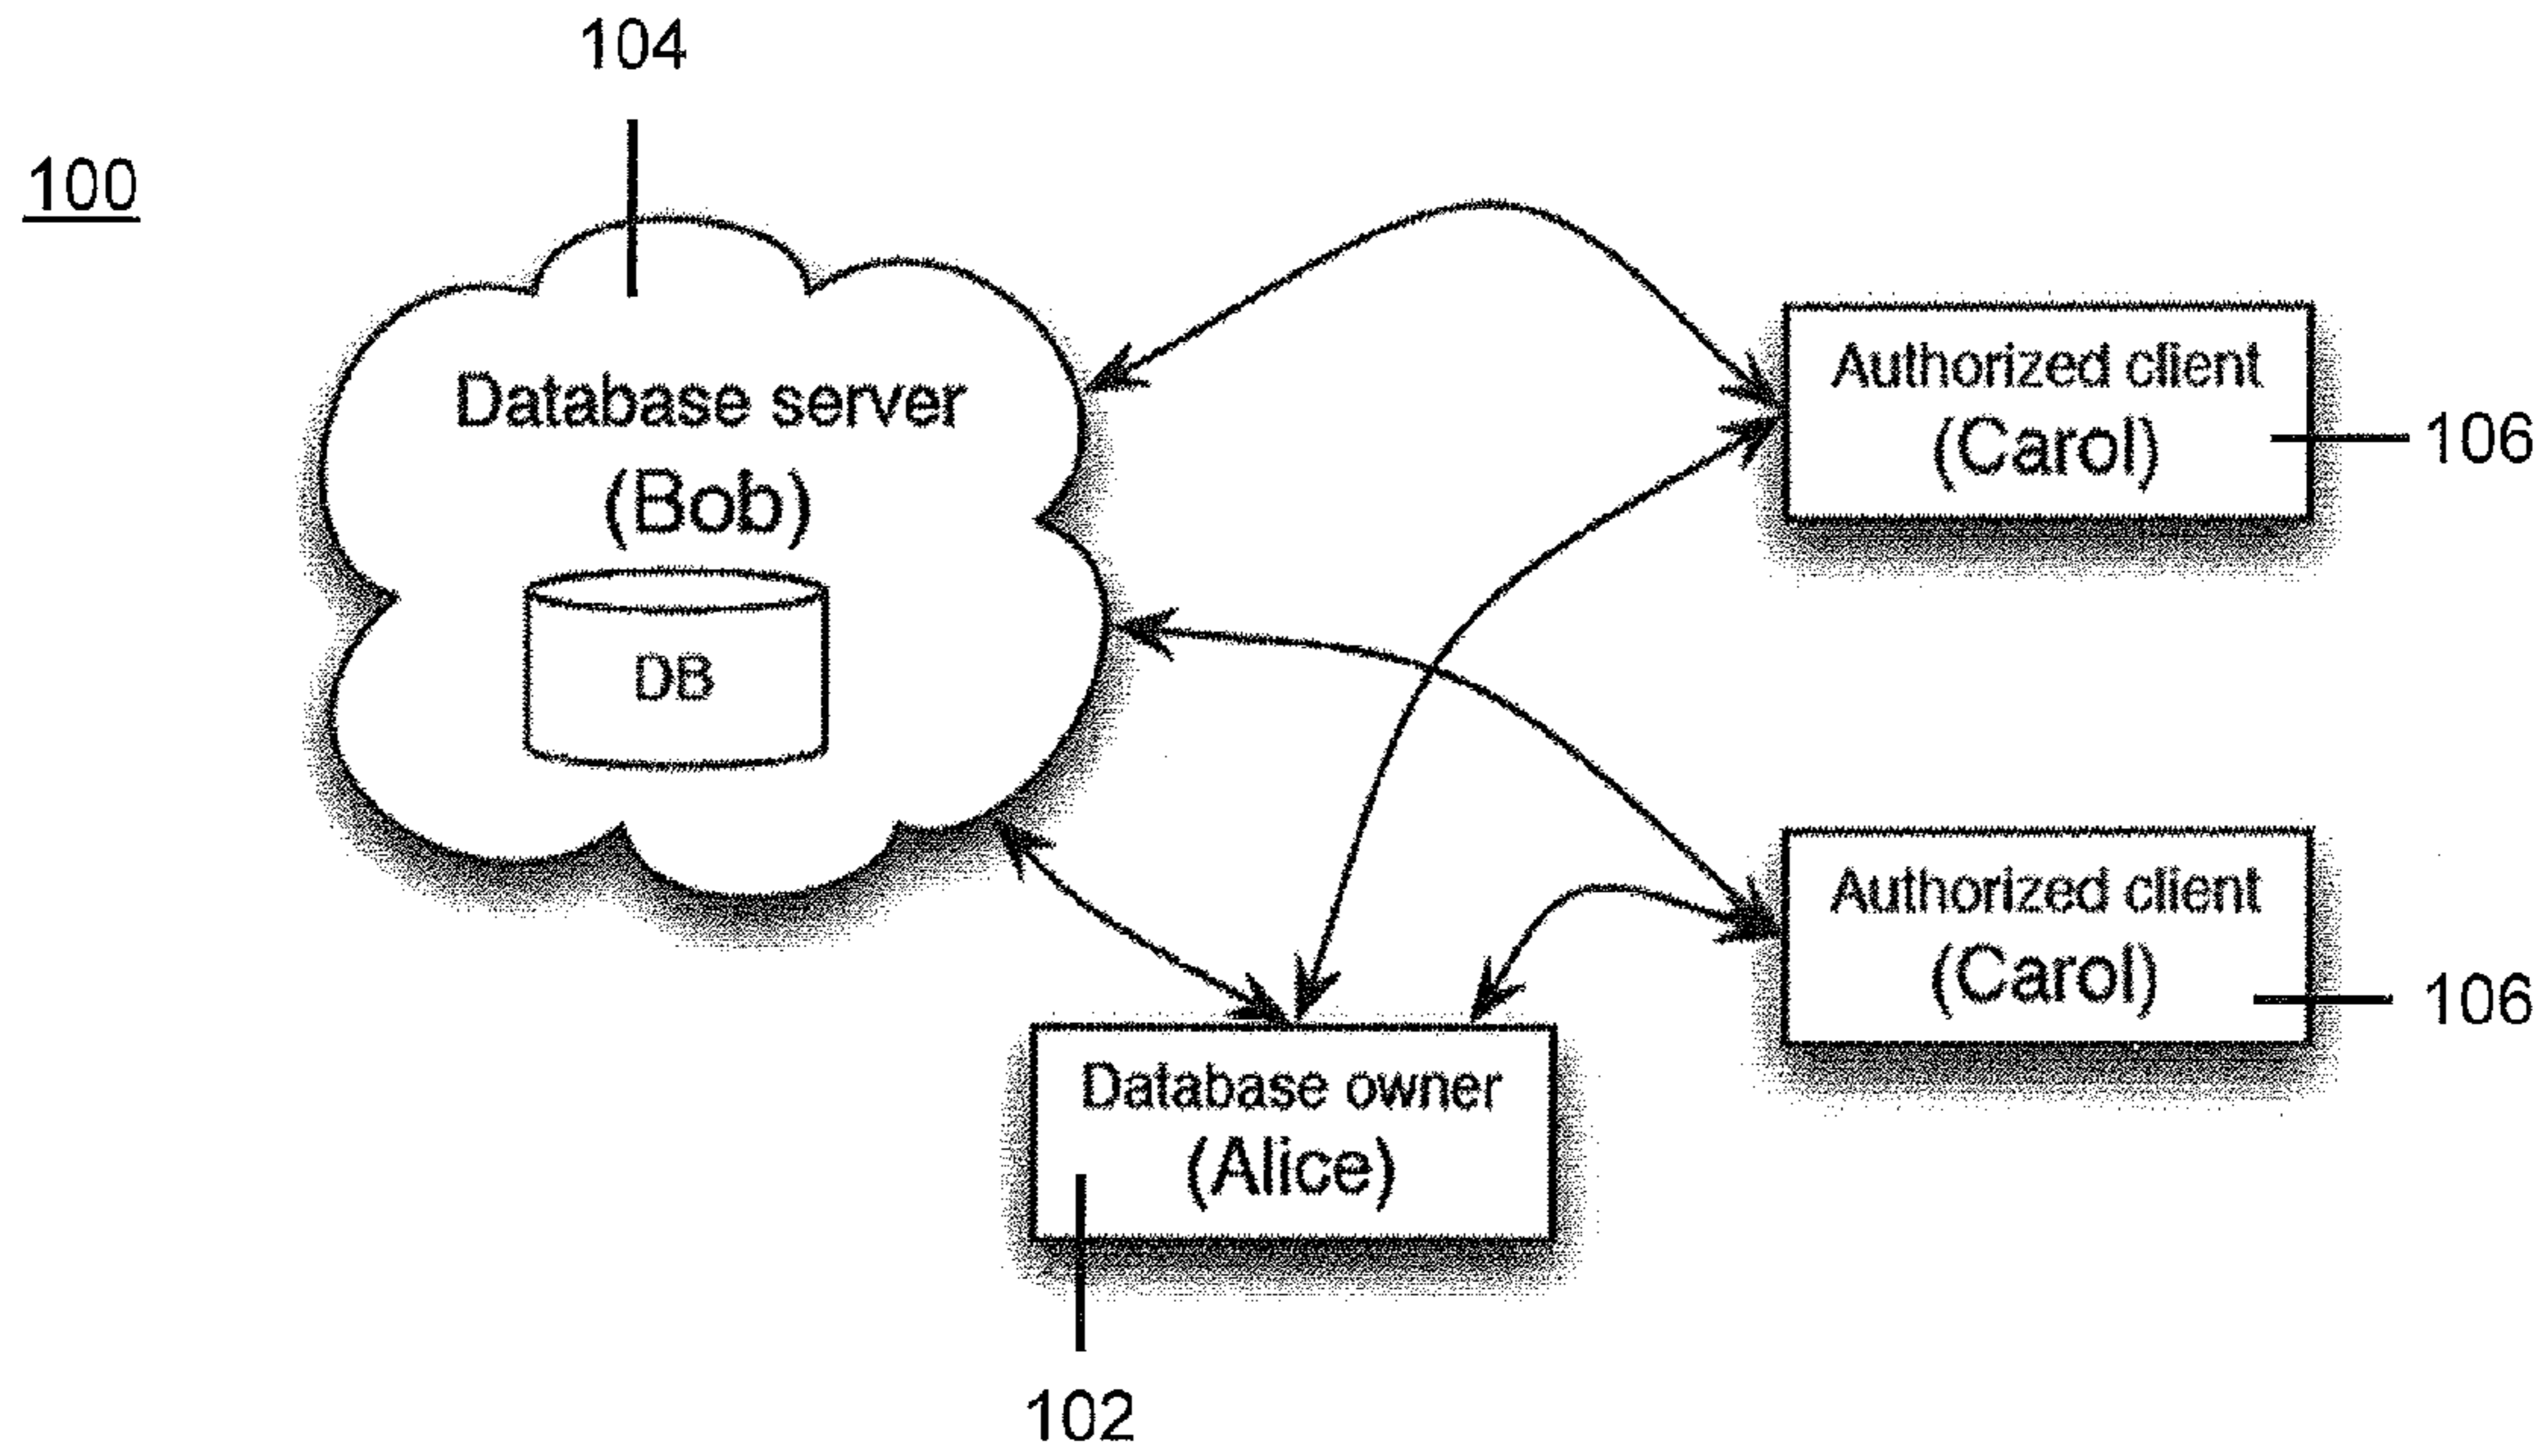 104
100
Database server
(Bob)
DB
Authorized client
(Carol)
106
Authorized client
(Carol)
106
Database owner
(Alice)
102